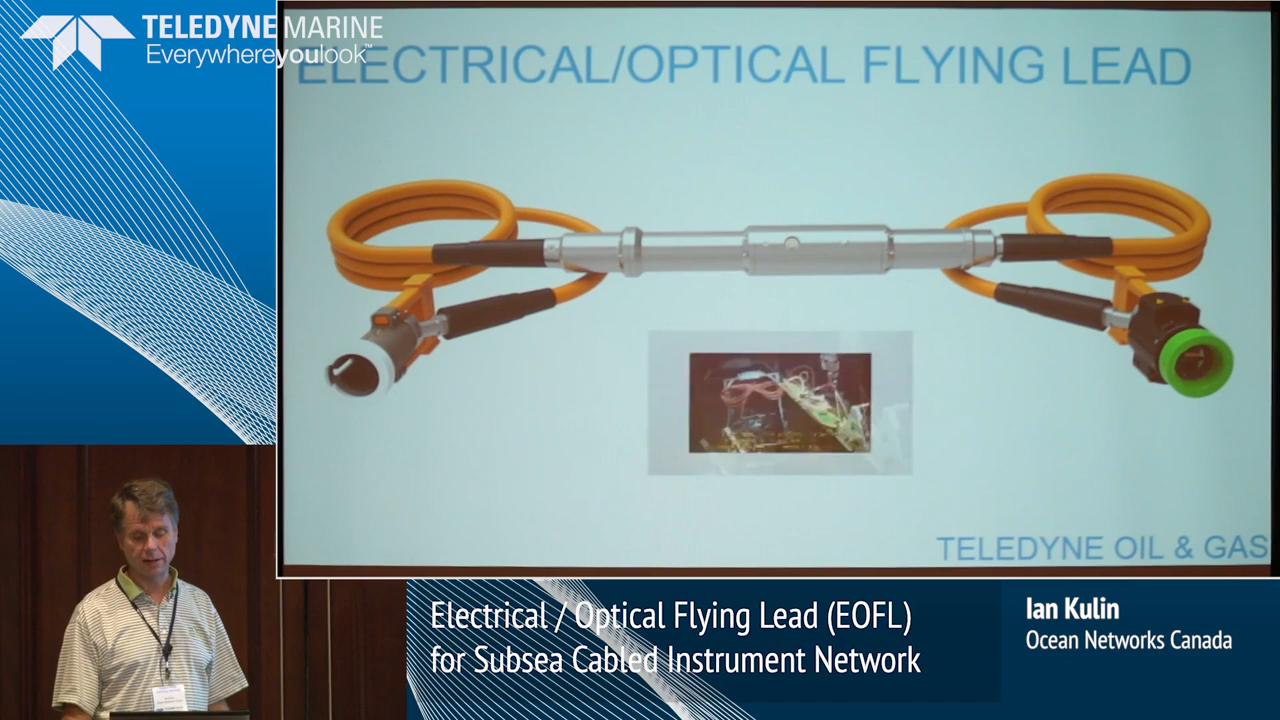 TELEDYNE MARINE
Everywhereyoulook™
ELECTRICAL/OPTICAL FLYING LEAD
TELEDYNE OIL & GAS
Electrical / Optical Flying Lead (EOFL)
for Subsea Cabled Instrument Network
Ian Kulin
Ocean Networks Canada